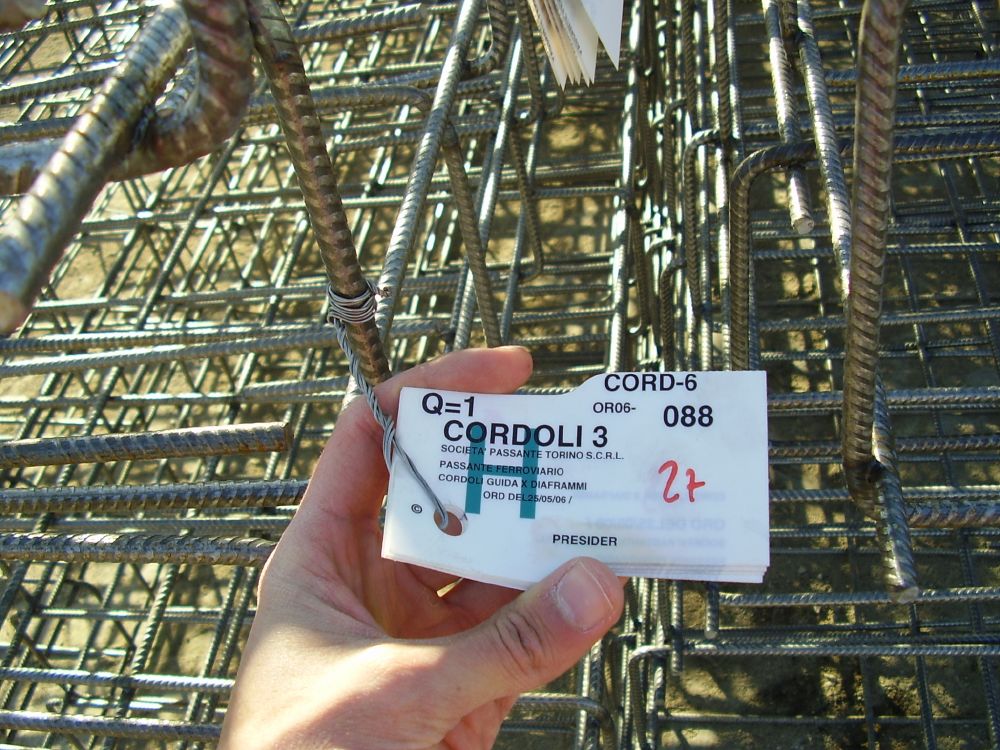 CORD-6
Q=1 OR06- 088
CORDOLI 3
SOCIETA' PASSANTE TORINO S.C.R.L.
PASSANTE FERROVIARIO
CORDOLI GUIDA X DIAFRAMMI
ORD DEL25/05/06 /
27
©
PRESIDER